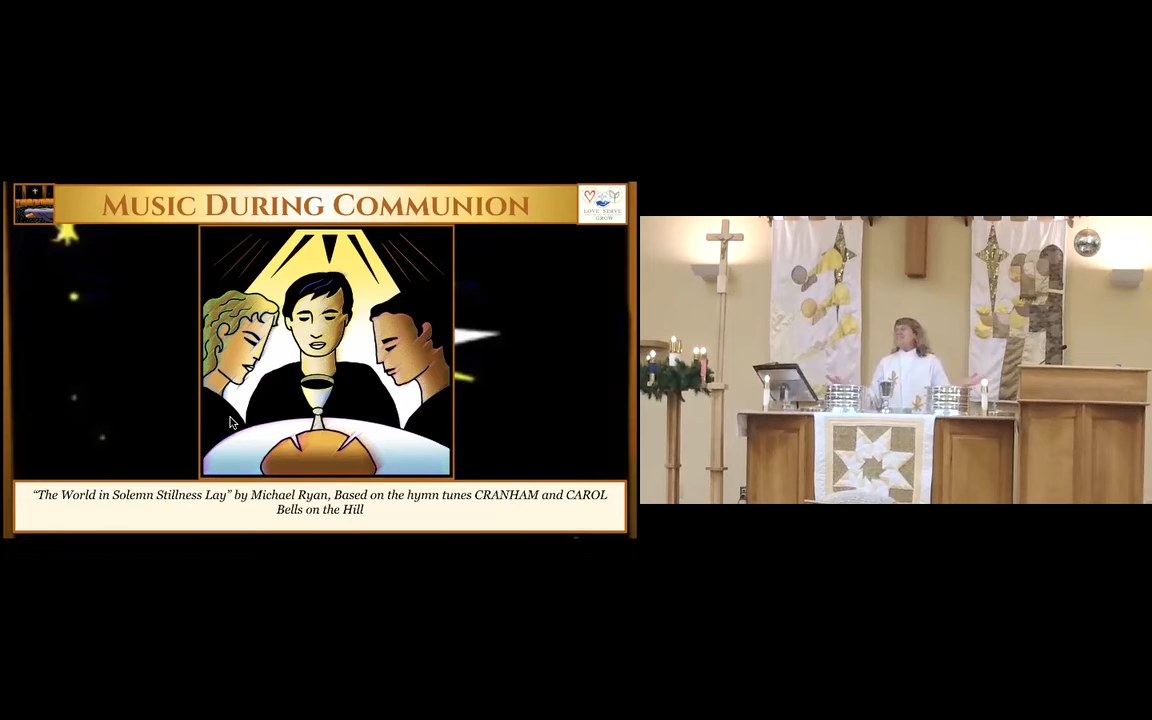 MUSIC DURING COMMUNION
LOVE SERVE
GROW
“The World in Solemn Stillness Lay” by Michael Ryan, Based on the hymn tunes CRANHAM and CAROL
Bells on the Hill